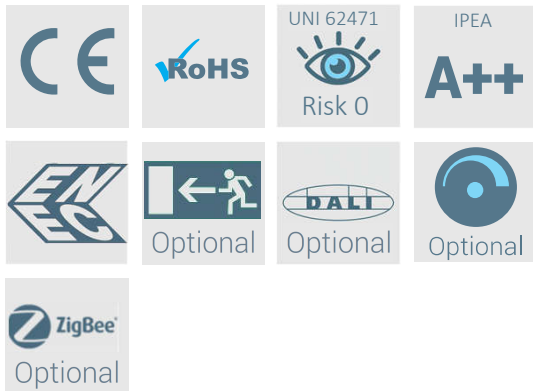 CE
RoHS
UNI 62471
Risk 0
IPEA
A++
ENEC
Optional
DALI
Optional
Optional
ZigBee®
Optional